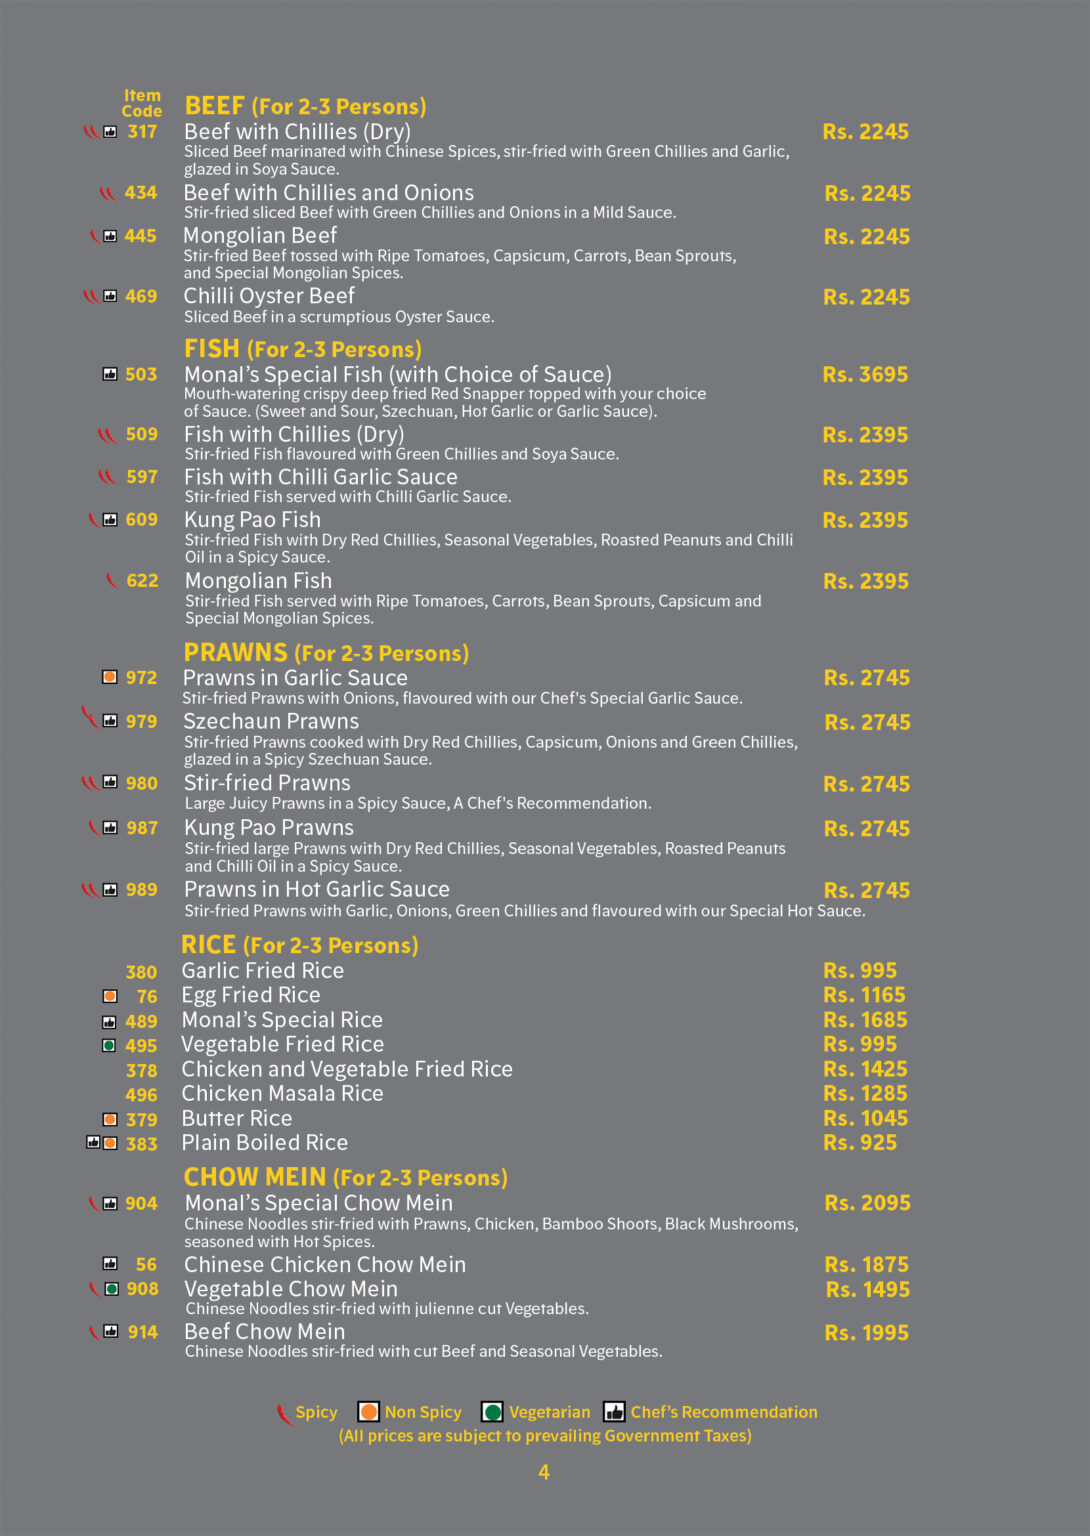 Item
Code
BEEF (For 2-3 Persons)
317 Beef with Chillies (Dry) Rs. 2245
Sliced Beef marinated with Chinese Spices, stir-fried with Green Chillies and Garlic,
glazed in Soya Sauce.
434 Beef with Chillies and Onions Rs. 2245
Stir-fried sliced Beef with Green Chillies and Onions in a Mild Sauce.
445 Mongolian Beef Rs. 2245
Stir-fried Beef tossed with Ripe Tomatoes, Capsicum, Carrots, Bean Sprouts,
and Special Mongolian Spices.
469 Chilli Oyster Beef Rs. 2245
Sliced Beef in a scrumptious Oyster Sauce.
FISH (For 2-3 Persons)
503 Monal’s Special Fish (with Choice of Sauce) Rs. 3695
Mouth-watering crispy deep fried Red Snapper topped with your choice
of Sauce. (Sweet and Sour, Szechuan, Hot Garlic or Garlic Sauce).
509 Fish with Chillies (Dry) Rs. 2395
Stir-fried Fish flavoured with Green Chillies and Soya Sauce.
597 Fish with Chilli Garlic Sauce Rs. 2395
Stir-fried Fish served with Chilli Garlic Sauce.
609 Kung Pao Fish Rs. 2395
Stir-fried Fish with Dry Red Chillies, Seasonal Vegetables, Roasted Peanuts and Chilli
Oil in a Spicy Sauce.
622 Mongolian Fish Rs. 2395
Stir-fried Fish served with Ripe Tomatoes, Carrots, Bean Sprouts, Capsicum and
Special Mongolian Spices.
PRAWNS (For 2-3 Persons)
972 Prawns in Garlic Sauce Rs. 2745
Stir-fried Prawns with Onions, flavoured with our Chef's Special Garlic Sauce.
979 Szechaun Prawns Rs. 2745
Stir-fried Prawns cooked with Dry Red Chillies, Capsicum, Onions and Green Chillies,
glazed in a Spicy Szechuan Sauce.
980 Stir-fried Prawns Rs. 2745
Large Juicy Prawns in a Spicy Sauce, A Chef's Recommendation.
987 Kung Pao Prawns Rs. 2745
Stir-fried large Prawns with Dry Red Chillies, Seasonal Vegetables, Roasted Peanuts
and Chilli Oil in a Spicy Sauce.
989 Prawns in Hot Garlic Sauce Rs. 2745
Stir-fried Prawns with Garlic, Onions, Green Chillies and flavoured with our Special Hot Sauce.
RICE (For 2-3 Persons)
380 Garlic Fried Rice Rs. 995
76 Egg Fried Rice Rs. 1165
489 Monal’s Special Rice Rs. 1685
495 Vegetable Fried Rice Rs. 995
378 Chicken and Vegetable Fried Rice Rs. 1425
496 Chicken Masala Rice Rs. 1285
379 Butter Rice Rs. 1045
383 Plain Boiled Rice Rs. 925
CHOW MEIN (For 2-3 Persons)
904 Monal’s Special Chow Mein Rs. 2095
Chinese Noodles stir-fried with Prawns, Chicken, Bamboo Shoots, Black Mushrooms,
seasoned with Hot Spices.
56 Chinese Chicken Chow Mein Rs. 1875
908 Vegetable Chow Mein Rs. 1495
Chinese Noodles stir-fried with julienne cut Vegetables.
914 Beef Chow Mein Rs. 1995
Chinese Noodles stir-fried with cut Beef and Seasonal Vegetables.
Spicy Non Spicy Vegetarian Chef’s Recommendation
(All prices are subject to prevailing Government Taxes)
4